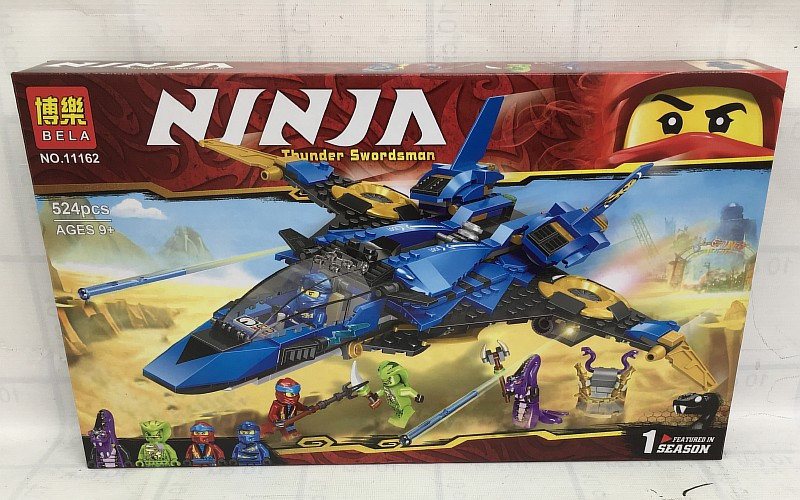 博樂
BELA
NO.11162
NINJA
Thunder Swordsman
524pcs
AGES 9+
1 FEATURED IN
SEASON